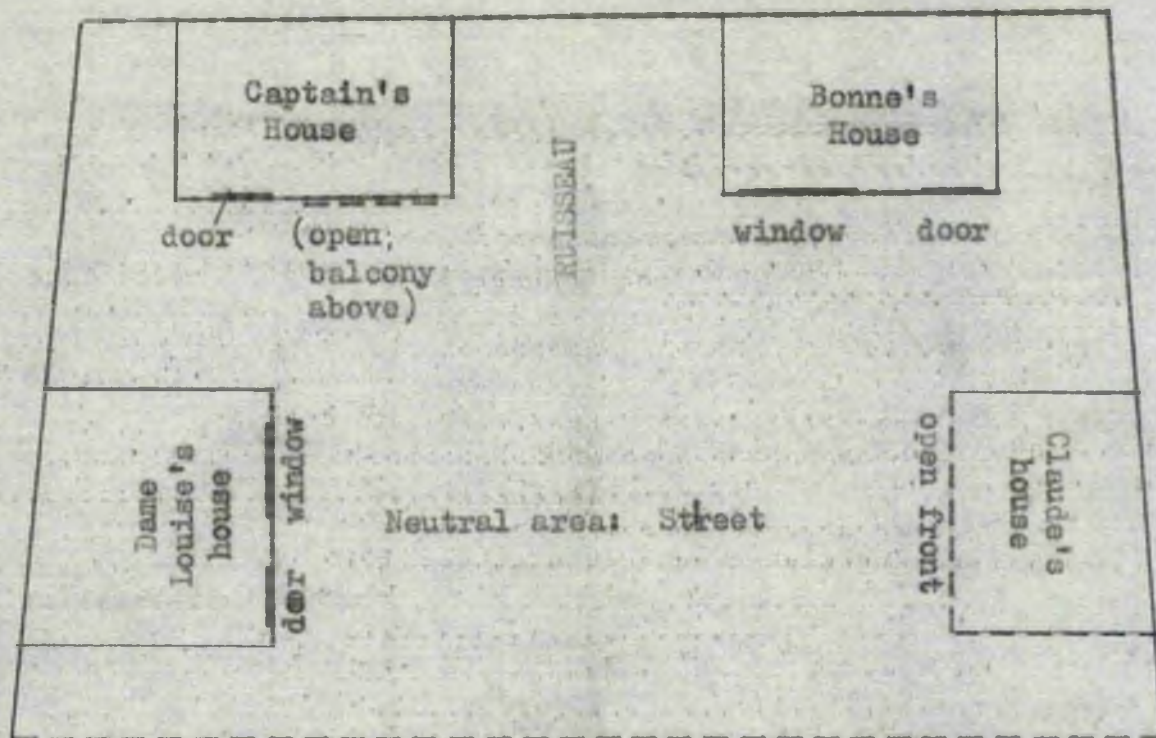 Captain's
House
Bonne's
House
RUISSEAU
door
(open;
balcony
above)
window
door
Dame
Louise's
house
door window
Neutral area: Street
open front
Claude's
house